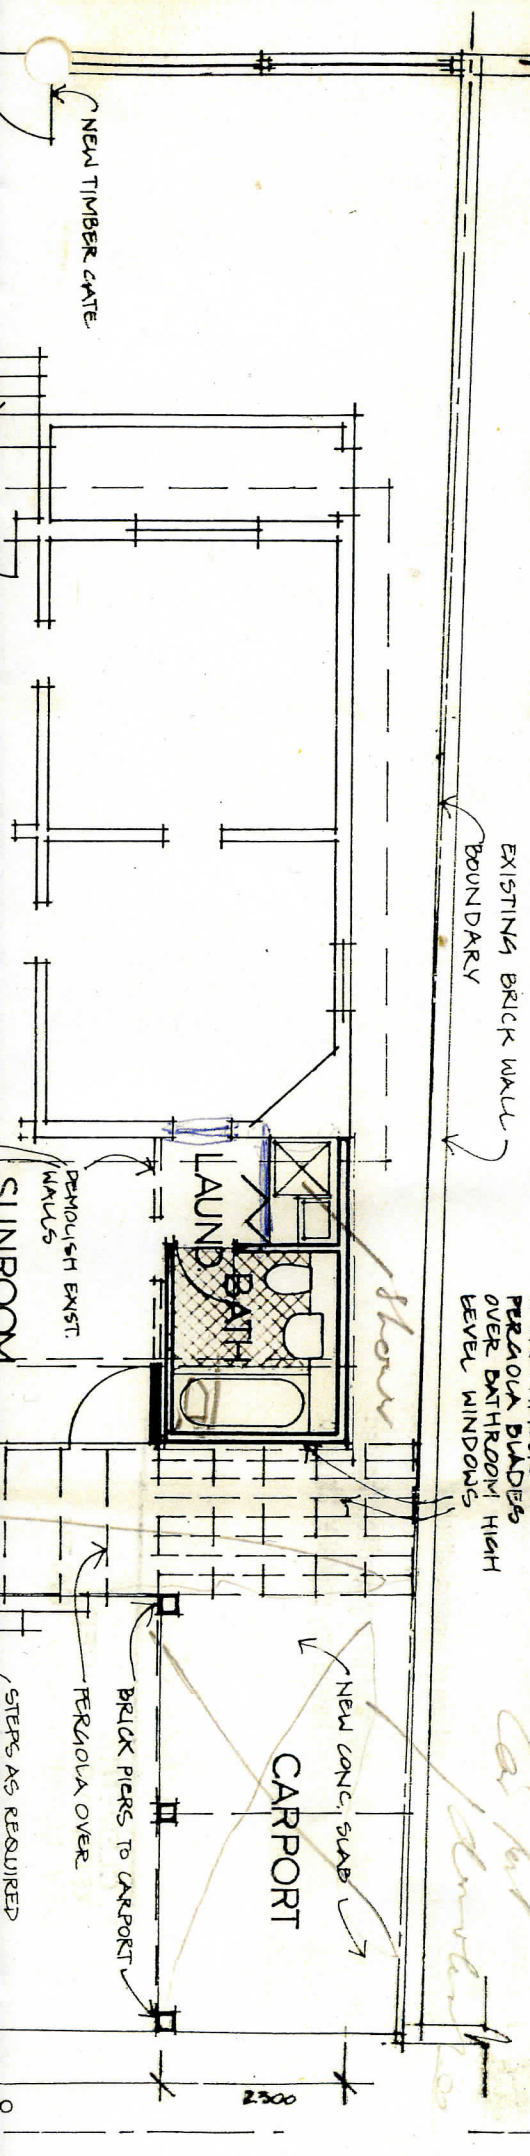 NEW TIMBER GATE
EXISTING BRICK WALL
BOUNDARY
PERGOLA BLADES
OVER BATHROOM HIGH
LEVEL WINDOWS
DEMOLISH EXIST.
WALLS
SUNROOM
LAUND.
BATH
NEW CONC. SLAB
CARPORT
BRICK PIERS TO CARPORT
PERGOLA OVER
STEPS AS REQUIRED
2300